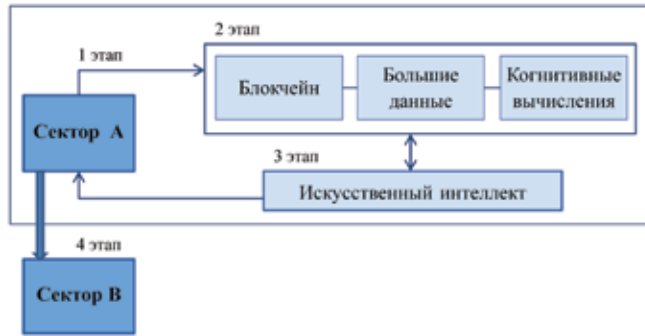 2 этап
1 этап
Блокчейн
Большие
данные
Когнитивные
вычисления
Сектор А
3 этап
Искусственный интеллект
4 этап
Сектор В